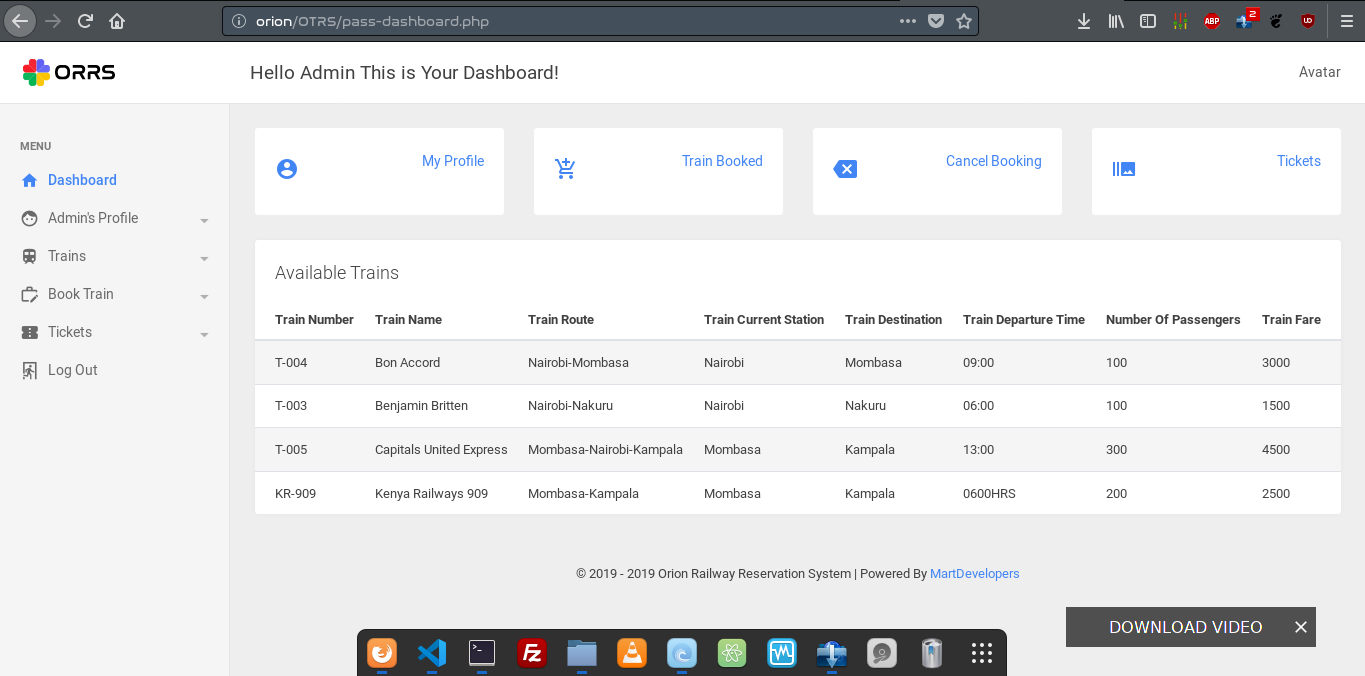 orion/OTRS/pass-dashboard.php
ABP
2
UD
ORRS
Hello Admin This is Your Dashboard!
Avatar
MENU
Dashboard
Admin's Profile
Trains
Book Train
Tickets
Log Out
My Profile
Train Booked
Cancel Booking
Tickets
Available Trains
Train Number Train Name Train Route Train Current Station Train Destination Train Departure Time Number Of Passengers Train Fare
T-004 Bon Accord Nairobi-Mombasa Nairobi Mombasa 09:00 100 3000
T-003 Benjamin Britten Nairobi-Nakuru Nairobi Nakuru 06:00 100 1500
T-005 Capitals United Express Mombasa-Nairobi-Kampala Mombasa Kampala 13:00 300 4500
KR-909 Kenya Railways 909 Mombasa-Kampala Mombasa Kampala 0600HRS 200 2500
© 2019 - 2019 Orion Railway Reservation System | Powered By MartDevelopers
DOWNLOAD VIDEO
Fz